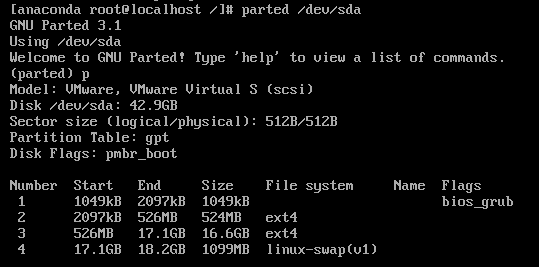 [anaconda root@localhost /]# parted /dev/sda
GNU Parted 3.1
Using /dev/sda
Welcome to GNU Parted! Type 'help' to view a list of commands.
(parted) p
Model: VMware, VMware Virtual S (scsi)
Disk /dev/sda: 42.9GB
Sector size (logical/physical): 512B/512B
Partition Table: gpt
Disk Flags: pmbr_boot

Number  Start   End     Size    File system     Name  Flags
 1      1049kB  2097kB  1049kB                        bios_grub
 2      2097kB  526MB   524MB   ext4
 3      526MB   17.1GB  16.6GB  ext4
 4      17.1GB  18.2GB  1099MB  linux-swap(v1)